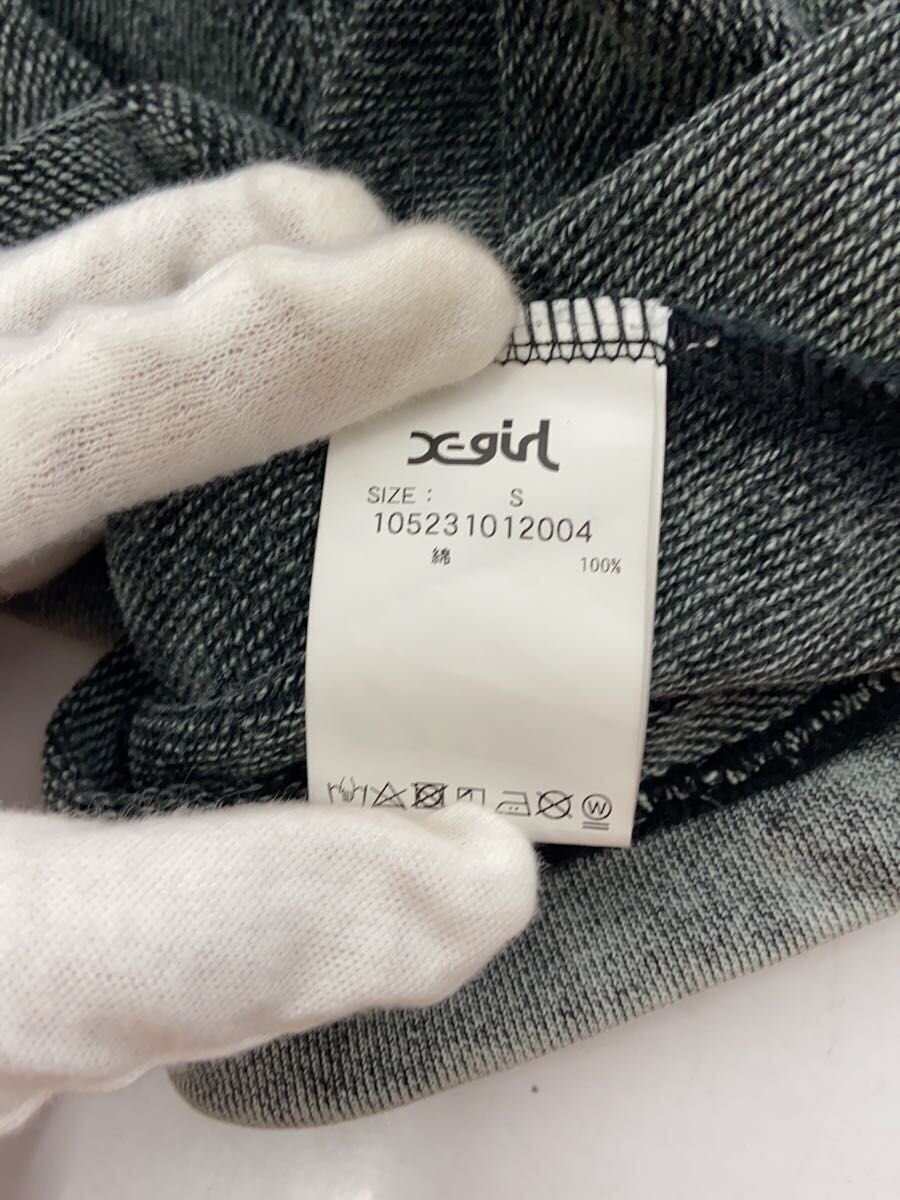 X-girl
SIZE : S
105231012004
綿 100%
W